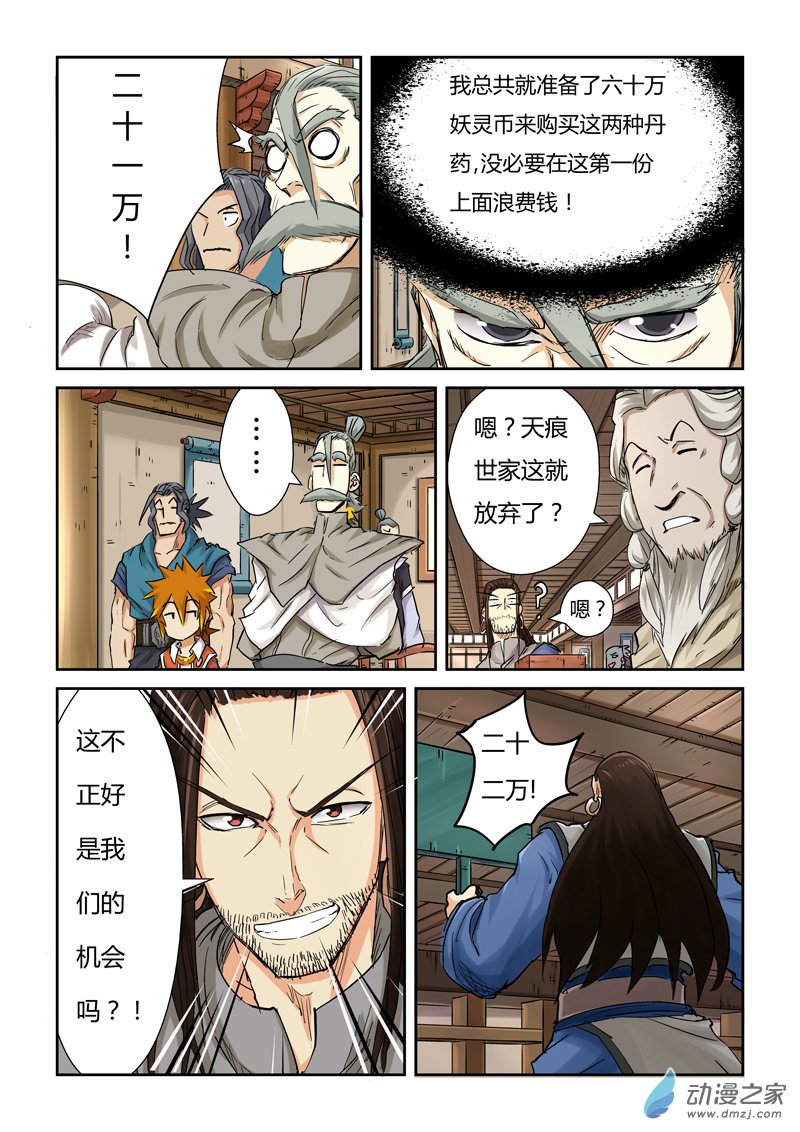 二十一万！
我总共就准备了六十万
妖灵币来购买这两种丹
药,没必要在这第一份
上面浪费钱！
……
嗯？天痕
世家这就
放弃了？
?
嗯?
这不
正好
是我
们的
机会
吗？！
二十
二万!
动漫之家
www.dmzj.com